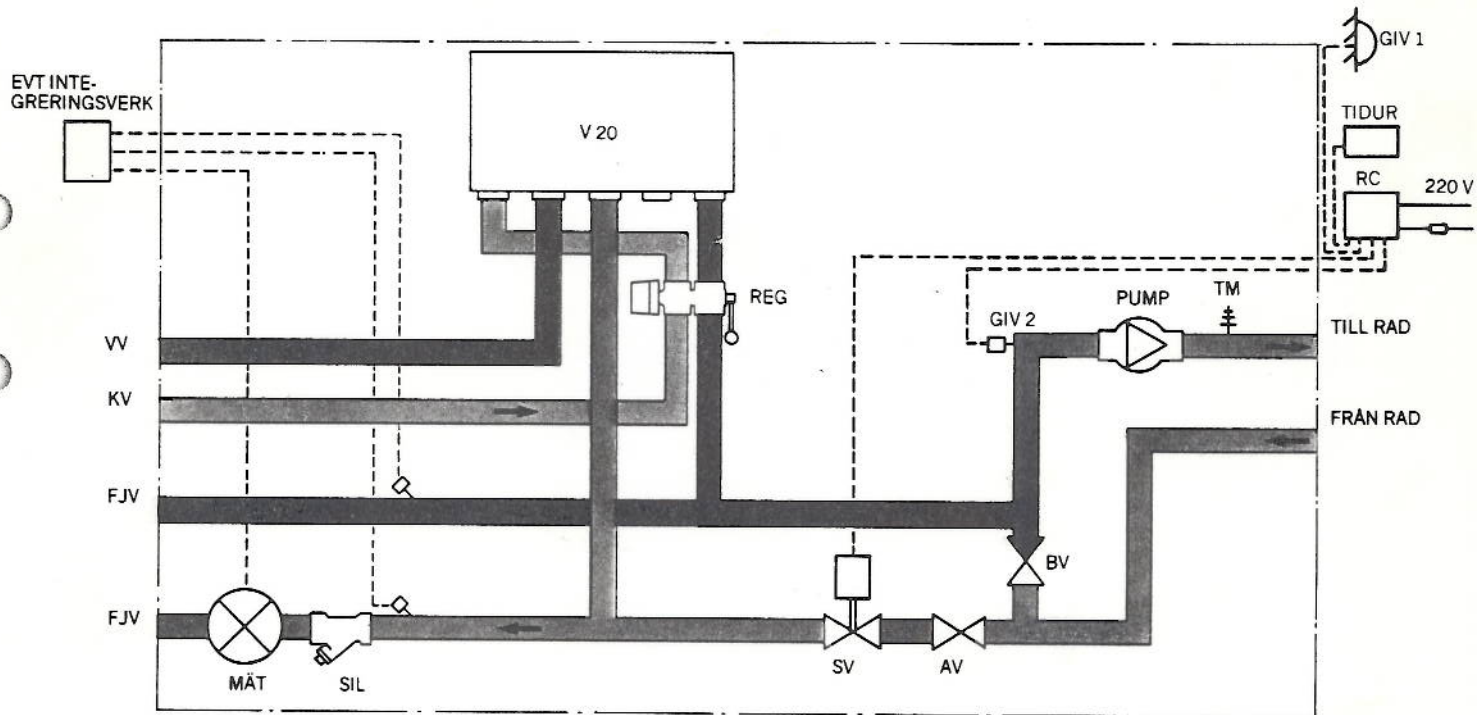 GIV 1
EVT INTE-
GRERINGSVERK
TIDUR
V 20
RC
220 V
REG
PUMP
TM
GIV 2
TILL RAD
VV
KV
FRÅN RAD
FJV
BV
FJV
MÄT
SIL
SV
AV